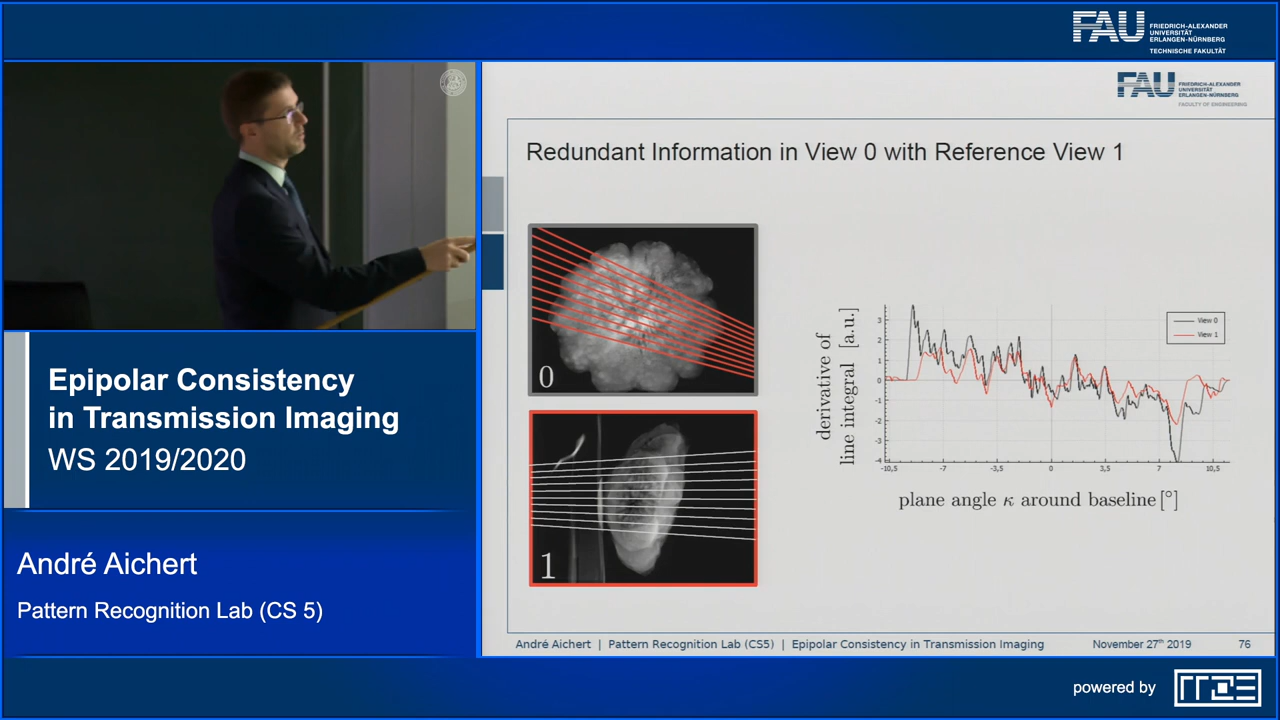 FAU
FRIEDRICH-ALEXANDER
UNIVERSITÄT
ERLANGEN-NÜRNBERG
TECHNISCHE FAKULTÄT
FAU
FRIEDRICH-ALEXANDER
UNIVERSITÄT
ERLANGEN-NÜRNBERG
FACULTY OF ENGINEERING
Redundant Information in View 0 with Reference View 1
0
1
derivative of
line integral [a.u.]
3
2
1
0
-1
-2
-3
-4
-10,5 -7 -3,5 0 3,5 7 10,5
View 0
View 1
plane angle κ around baseline [°]
Epipolar Consistency
in Transmission Imaging
WS 2019/2020
André Aichert
Pattern Recognition Lab (CS 5)
André Aichert | Pattern Recognition Lab (CS5) | Epipolar Consistency in Transmission Imaging November 27th 2019 76
powered by